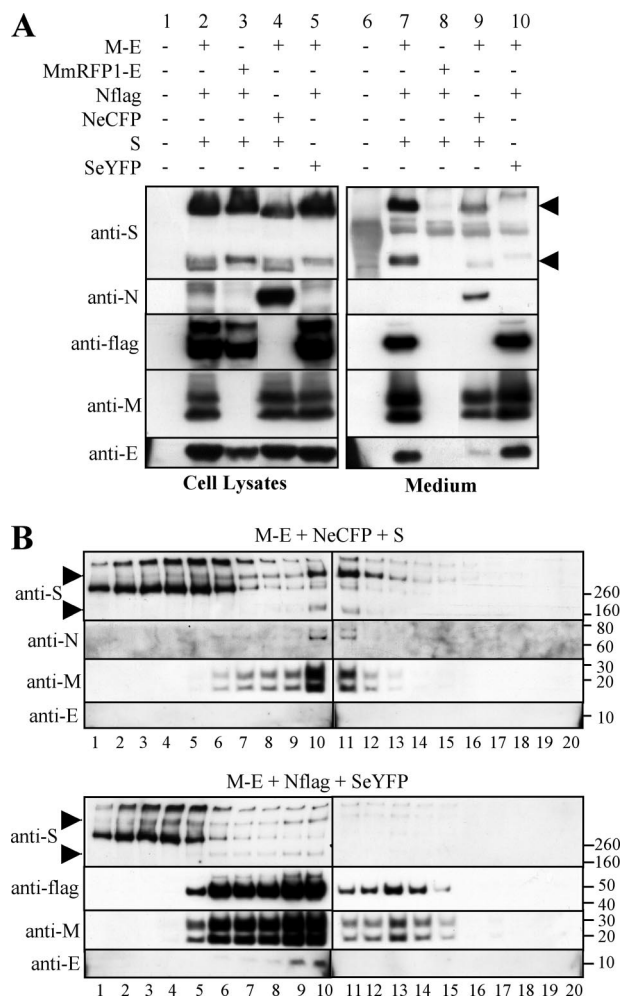 A
1 2 3 4 5 6 7 8 9 10
M-E - + - + + - + - + +
MmRFP1-E - - + - - - - + - -
Nflag - + + - + - + + - +
NeCFP - - - + - - - - + -
S - + + + - - + + + -
SeYFP - - - - + - - - - +
anti-S
anti-N
anti-flag
anti-M
anti-E
Cell Lysates Medium
B
M-E + NeCFP + S
anti-S
260
160
anti-N
80
60
anti-M
30
20
anti-E
10
1 2 3 4 5 6 7 8 9 10 11 12 13 14 15 16 17 18 19 20
M-E + Nflag + SeYFP
anti-S
260
160
anti-flag
50
40
anti-M
30
20
anti-E
10
1 2 3 4 5 6 7 8 9 10 11 12 13 14 15 16 17 18 19 20